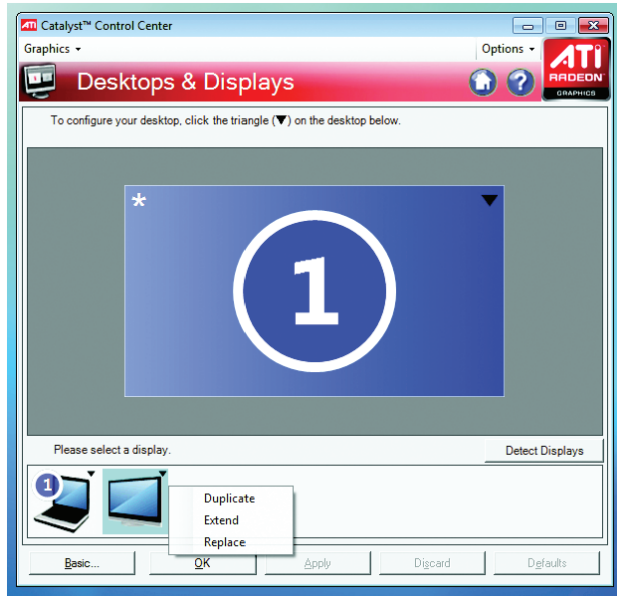 ATI Catalyst™ Control Center
Graphics
Options
ATI
RADEON
GRAPHICS
Desktops & Displays
To configure your desktop, click the triangle (▼) on the desktop below.
*
1
Please select a display.
Detect Displays
1
Duplicate
Extend
Replace
Basic...
OK
Apply
Discard
Defaults